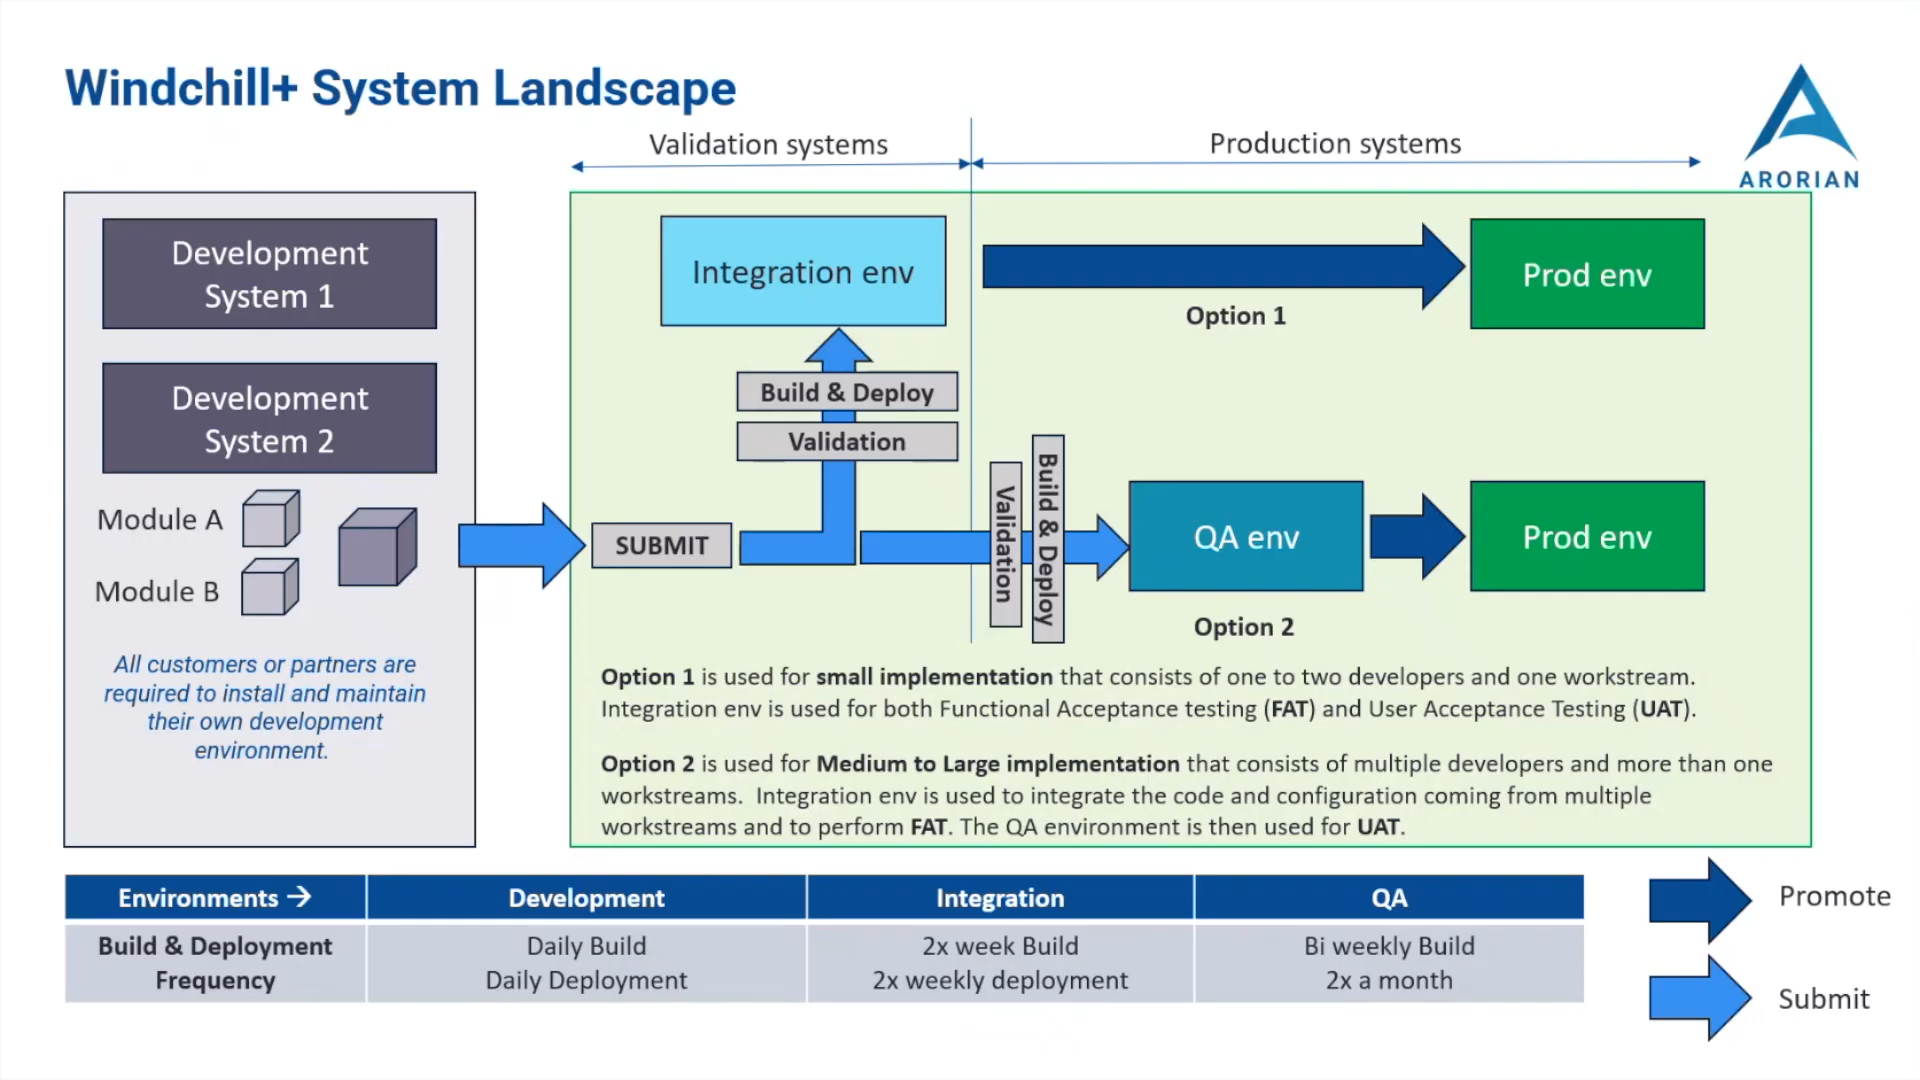 Windchill+ System Landscape
Validation systems
Production systems
ARORIAN
Development
System 1
Development
System 2
Module A
Module B
All customers or partners are
required to install and maintain
their own development
environment.
Integration env
Build & Deploy
Validation
SUBMIT
Validation
Build & Deploy
Option 1
Prod env
QA env
Prod env
Option 2
Option 1 is used for small implementation that consists of one to two developers and one workstream.
Integration env is used for both Functional Acceptance testing (FAT) and User Acceptance Testing (UAT).
Option 2 is used for Medium to Large implementation that consists of multiple developers and more than one
workstreams. Integration env is used to integrate the code and configuration coming from multiple
workstreams and to perform FAT. The QA environment is then used for UAT.
Environments → Development Integration QA
Build & Deployment Daily Build 2x week Build Bi weekly Build
Frequency Daily Deployment 2x weekly deployment 2x a month
Promote
Submit